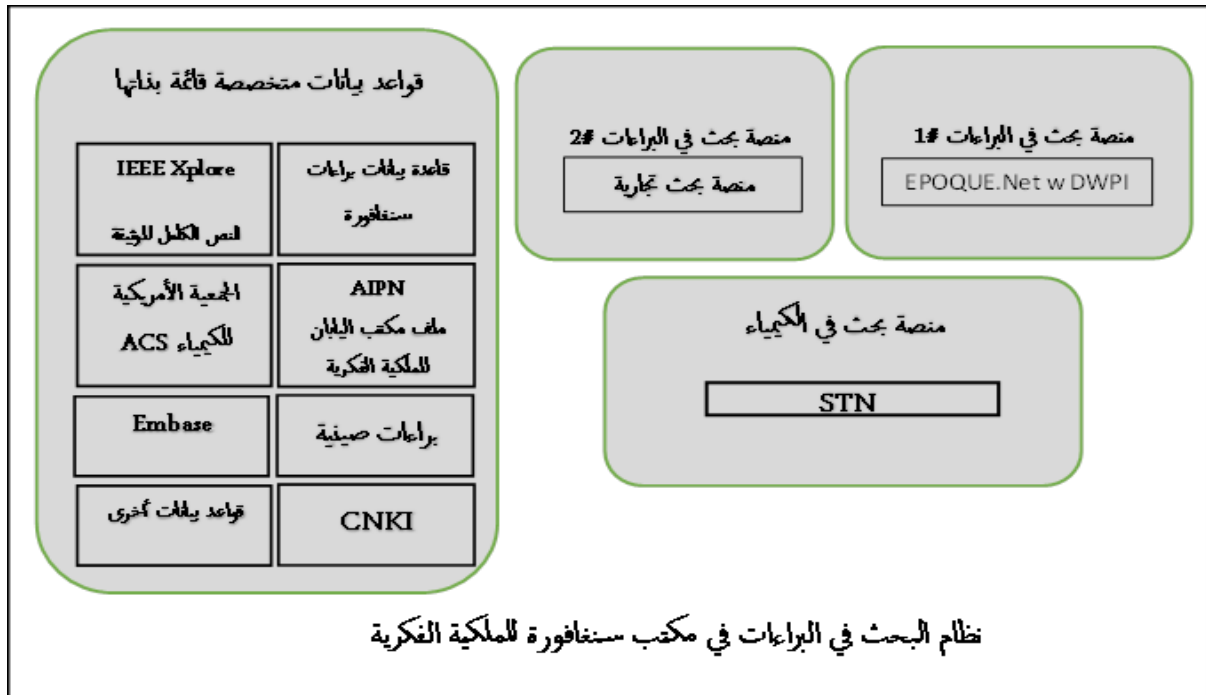 منصة بحث في البراءات #1
EPOQUE.Net w DWPI
منصة بحث في البراءات #2
منصة بحث تجارية
منصة بحث في الكيمياء
STN
قواعد بيانات متخصصة قائمة بذاتها
قاعدة بيانات براءات
سنغافورة
IEEE Xplore
النص الكامل للوثيقة
AIPN
ملف مكتب اليابان
للملكية الفكرية
الجمعية الأمريكية
للكيمياء ACS
براءات صينية
Embase
CNKI
قواعد بيانات أخرى
نظام البحث في البراءات في مكتب سنغافورة للملكية الفكرية